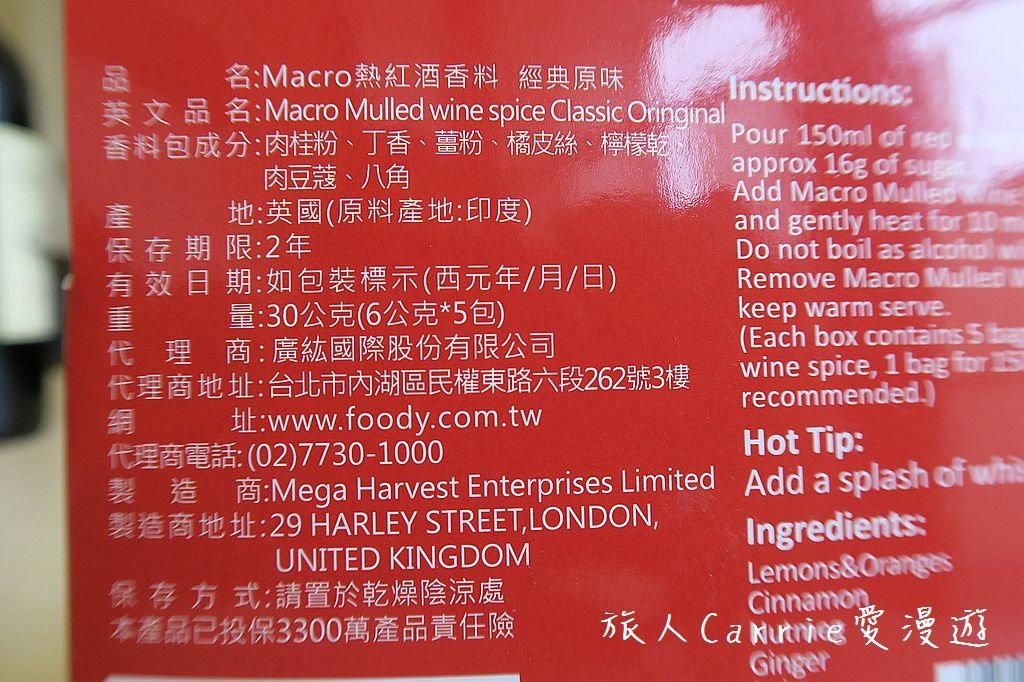 品名:Macro熱紅酒香料 經典原味
英文品名:Macro Mulled wine spice Classic Oringinal
香料包成分:肉桂粉、丁香、薑粉、橘皮絲、檸檬乾、
肉豆蔻、八角
產地:英國(原料產地:印度)
保存期限:2年
有效日期:如包裝標示(西元年/月/日)
重量:30公克(6公克*5包)
代理商:廣紘國際股份有限公司
代理商地址:台北市內湖區民權東路六段262號3樓
網址:www.foody.com.tw
代理商電話:(02)7730-1000
製造商:Mega Harvest Enterprises Limited
製造商地址:29 HARLEY STREET,LONDON,
UNITED KINGDOM
保存方式:請置於乾燥陰涼處
本產品已投保3300萬產品責任險
Instructions:
Pour 150ml of red
approx 16g of sugar
Add Macro Mulled Wine
and gently heat for 10
Do not boil as alcohol
Remove Macro Mulled
keep warm serve.
(Each box contains 5
wine spice, 1 bag for
recommended.)
Hot Tip:
Add a splash of
Ingredients:
Lemons&Oranges
Cinnamon
Nutmeg
Ginger
旅人Carrie愛漫遊